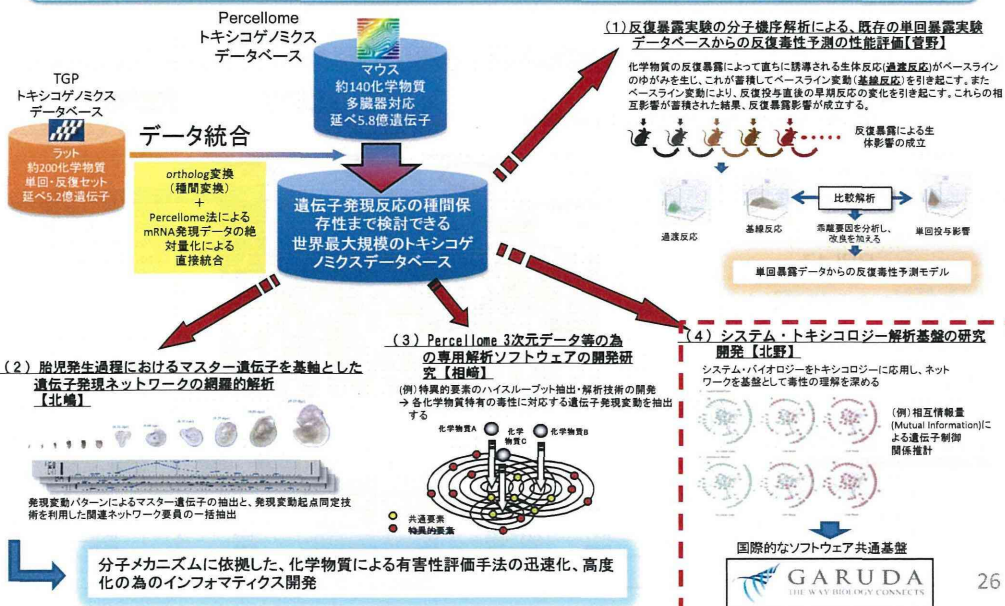 Percellome
トキシコゲノミクス
データベース
マウス
約140化学物質
多臓器対応
延べ5.8億遺伝子
TGP
トキシコゲノミクス
データベース
ラット
約200化学物質
単回・反復セット
延べ5.2億遺伝子
データ統合
ortholog変換
(種間変換)
+
Percellome法による
mRNA発現データの絶
対量化による
直接統合
遺伝子発現反応の種間保
存性まで検討できる
世界最大規模のトキシコゲ
ノミクスデータベース
(1)反復暴露実験の分子機序解析による、既存の単回暴露実験
データベースからの反復毒性予測の性能評価【菅野】
化学物質の反復暴露によって直ちに誘導される生体反応(過渡反応)がベースライン
のゆがみを生じ、これが蓄積してベースライン変動(基線反応)を引き起こす。また
ベースライン変動により、反復投与直後の早期反応の変化を引き起こす。これらの相
互影響が蓄積された結果、反復暴露影響が成立する。
反復暴露による生
体影響の成立
比較解析
過渡反応
基線反応
乖離要因を分析し、
改良を加える
単回投与影響
単回暴露データからの反復毒性予測モデル
(2)胎児発生過程におけるマスター遺伝子を基軸とした
遺伝子発現ネットワークの網羅的解析
【北嶋】
発現変動パターンによるマスター遺伝子の抽出と、発現変動起点同定技
術を利用した関連ネットワーク要員の一括抽出
(3)Percellome 3次元データ等の為
の専用解析ソフトウェアの開発研
究【相﨑】
(例)特異的要素のハイスループット抽出・解析技術の開発
→ 各化学物質特有の毒性に対応する遺伝子発現変動を抽出
する
化学物質A
化学
物質C
化学物質B
共通要素
特異的要素
(4)システム・トキシコロジー解析基盤の研究
開発【北野】
システム・バイオロジーをトキシコロジーに応用し、ネット
ワークを基盤として毒性の理解を深める
(例)相互情報量
(Mutual Information)に
よる遺伝子制御
関係推計
国際的なソフトウェア共通基盤
GARUDA
THE WAY BIOLOGY CONNECTS
分子メカニズムに依拠した、化学物質による有害性評価手法の迅速化、高度
化の為のインフォマティクス開発
26